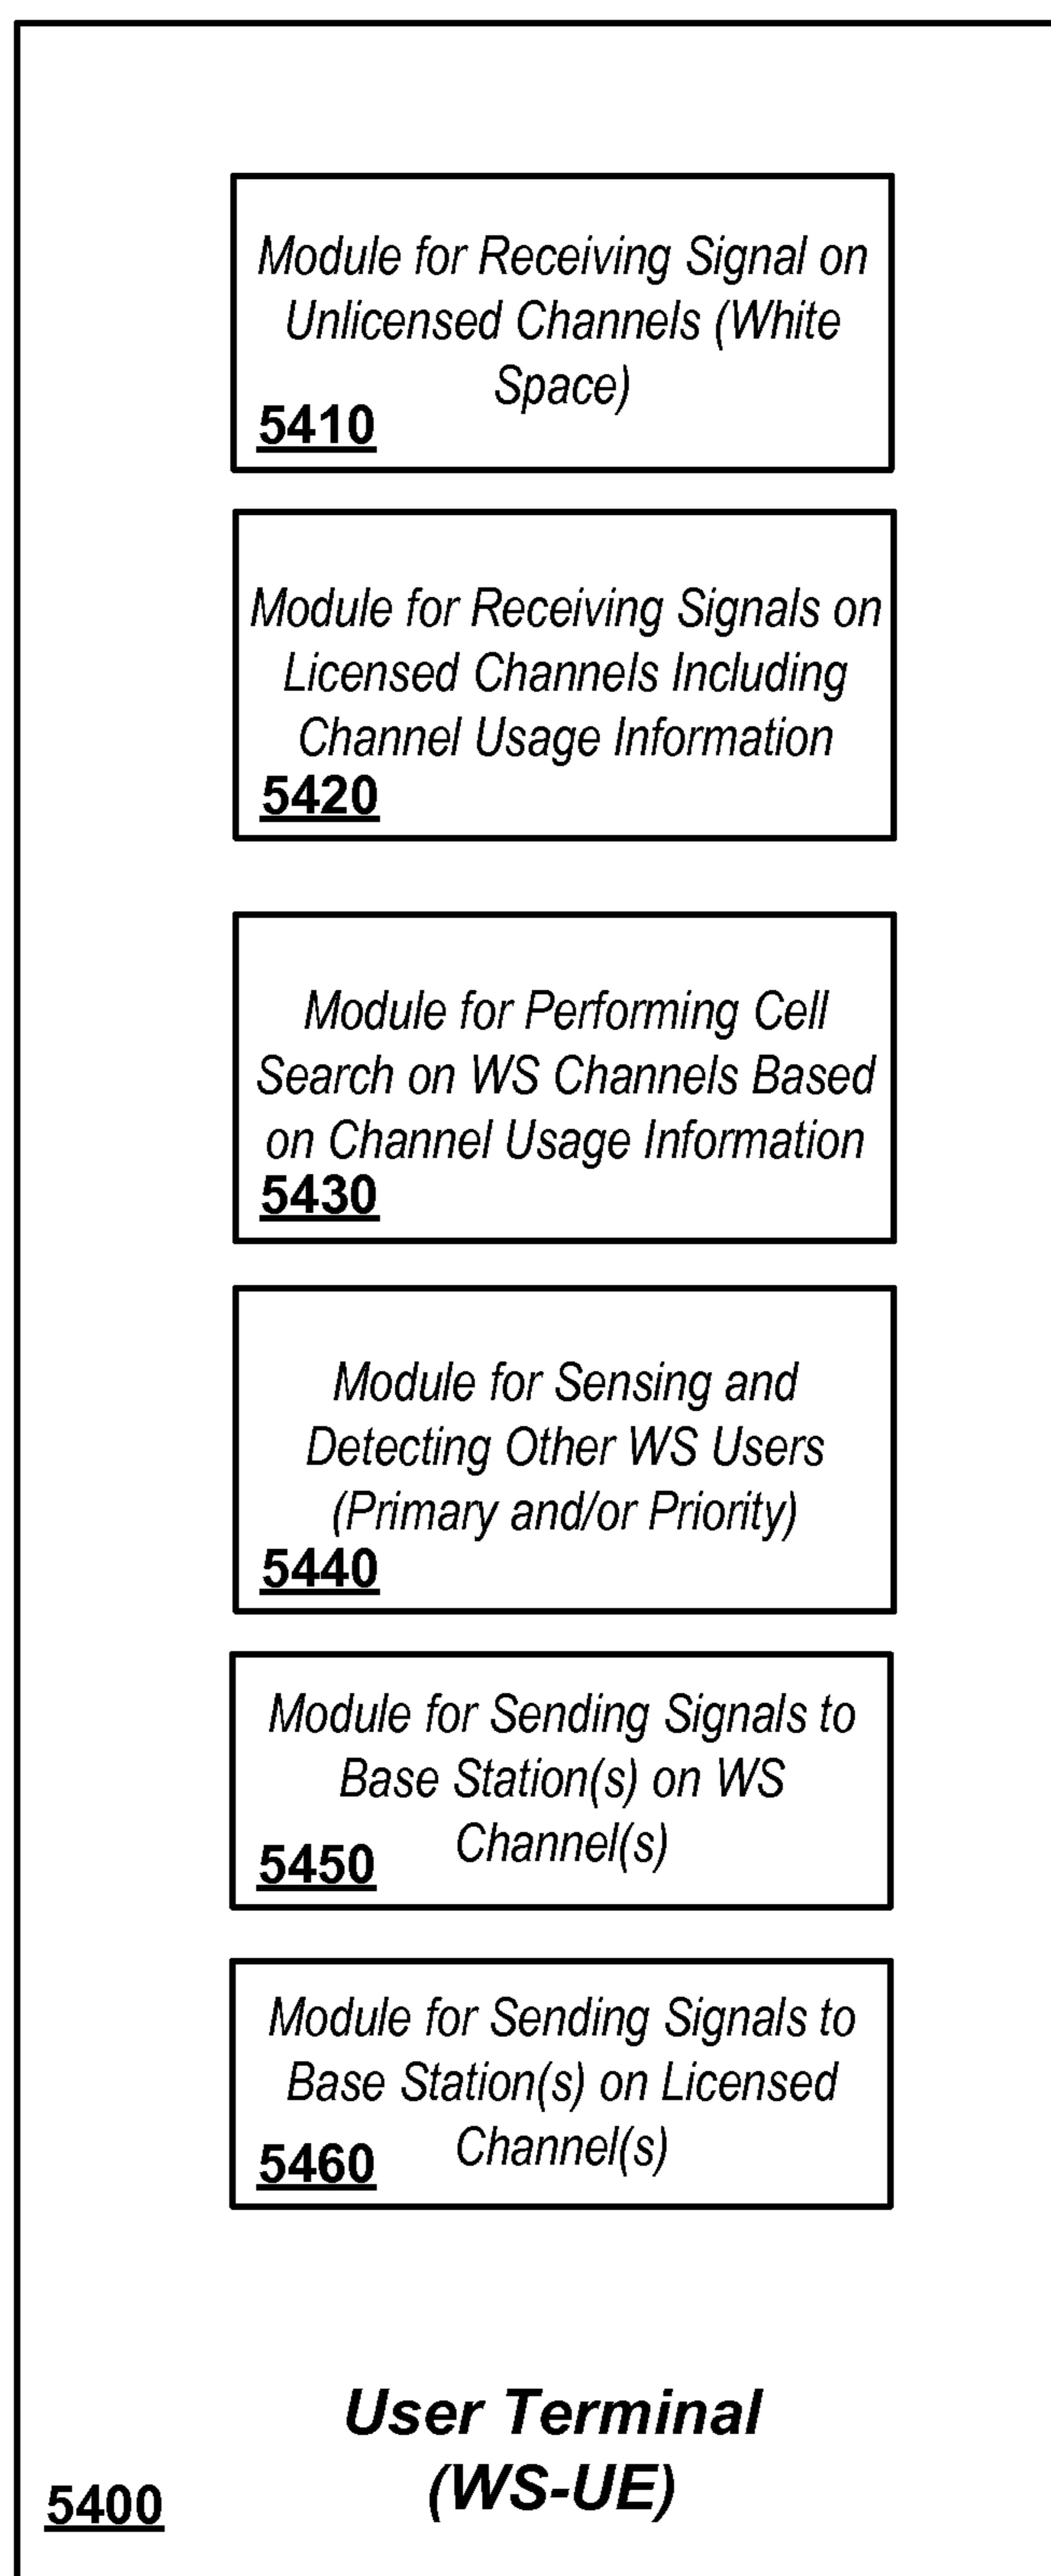 Module for Receiving Signal on
Unlicensed Channels (White
Space)
5410
Module for Receiving Signals on
Licensed Channels Including
Channel Usage Information
5420
Module for Performing Cell
Search on WS Channels Based
on Channel Usage Information
5430
Module for Sensing and
Detecting Other WS Users
(Primary and/or Priority)
5440
Module for Sending Signals to
Base Station(s) on WS
Channel(s)
5450
Module for Sending Signals to
Base Station(s) on Licensed
Channel(s)
5460
User Terminal
(WS-UE)
5400